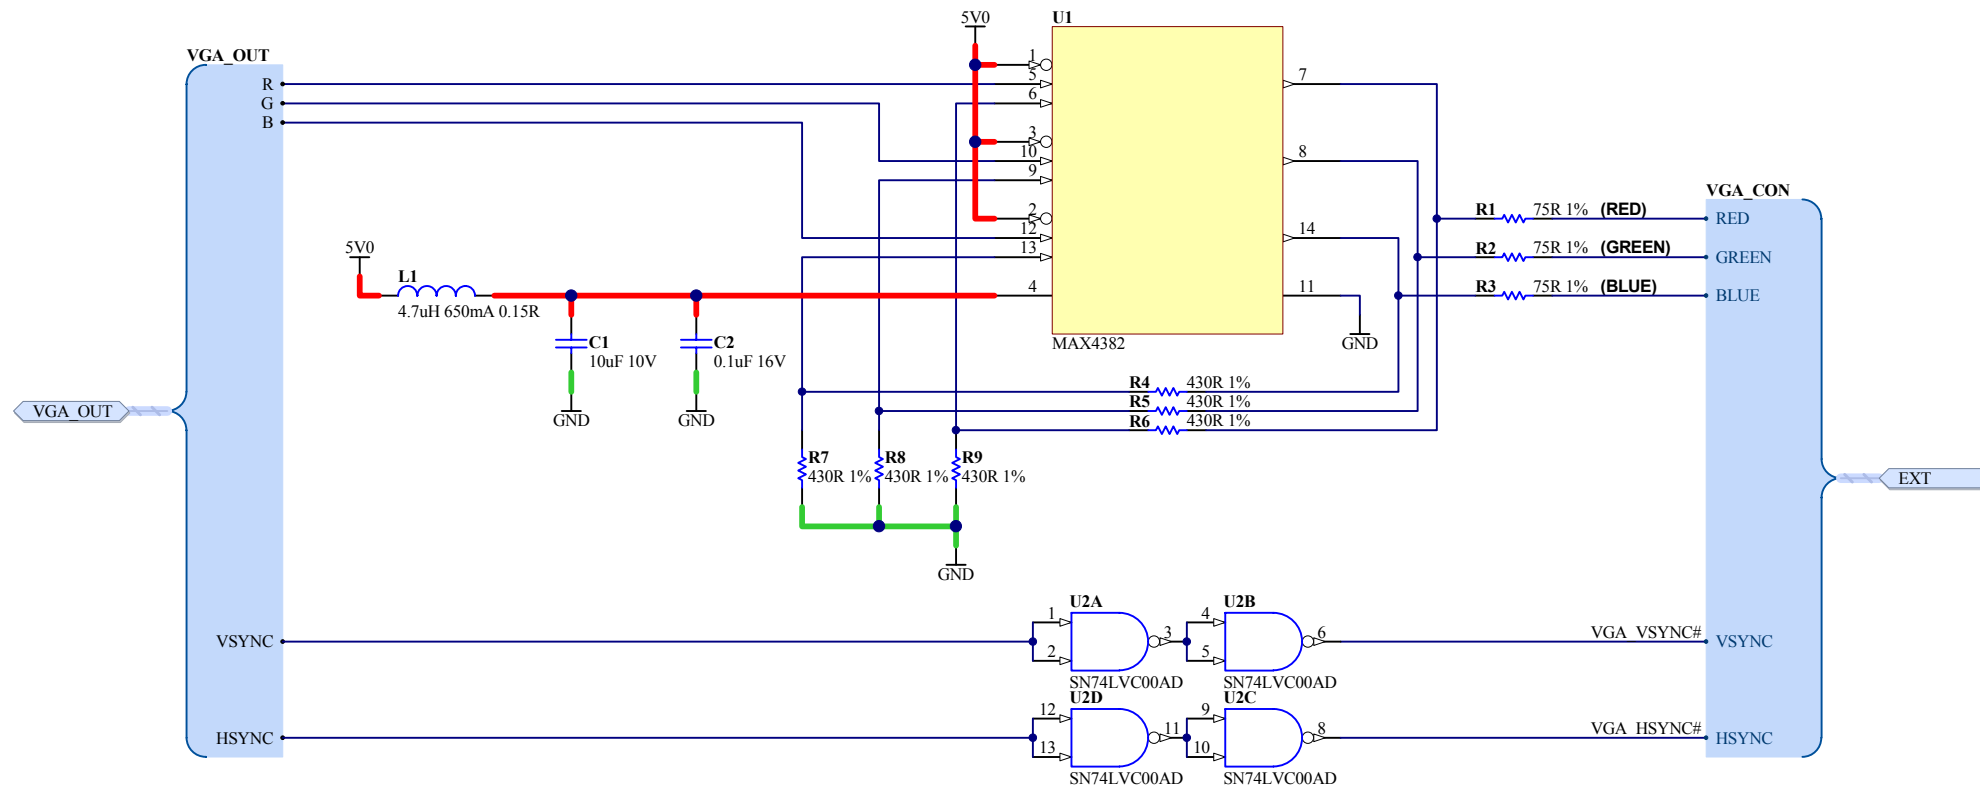 5V0
U1
VGA_OUT
R
G
B
1
5
6
3
10
9
2
12
13
4
7
8
14
11
MAX4382
GND
5V0
L1
4.7uH 650mA 0.15R
C1
10uF 10V
GND
C2
0.1uF 16V
GND
VGA_CON
R1 75R 1% (RED) RED
R2 75R 1% (GREEN) GREEN
R3 75R 1% (BLUE) BLUE
R4 430R 1%
R5 430R 1%
R6 430R 1%
VGA_OUT
R7
430R 1%
R8
430R 1%
R9
430R 1%
GND
EXT
U2A
1
2
3
SN74LVC00AD
U2B
4
5
6
SN74LVC00AD
VSYNC
VGA_VSYNC# VSYNC
U2D
12
13
11
SN74LVC00AD
U2C
9
10
8
SN74LVC00AD
HSYNC
VGA_HSYNC# HSYNC